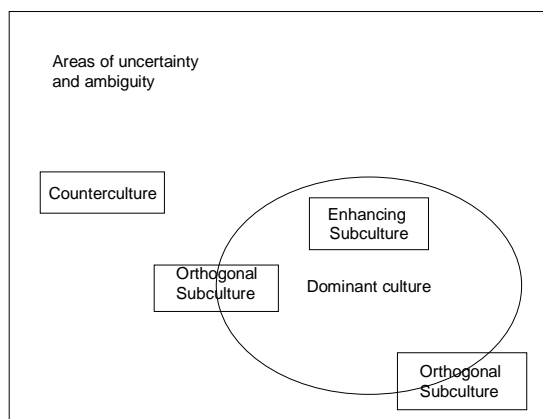 Areas of uncertainty
and ambiguity
Counterculture
Enhancing
Subculture
Orthogonal
Subculture
Dominant culture
Orthogonal
Subculture